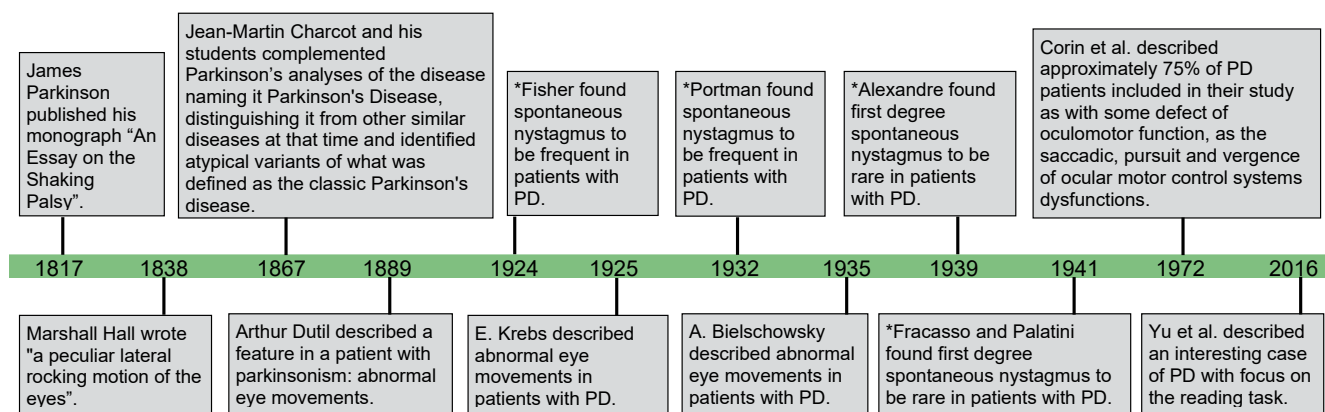 James
Parkinson
published his
monograph “An
Essay on the
Shaking
Palsy”.
Jean-Martin Charcot and his
students complemented
Parkinson’s analyses of the disease
naming it Parkinson's Disease,
distinguishing it from other similar
diseases at that time and identified
atypical variants of what was
defined as the classic Parkinson's
disease.
*Fisher found
spontaneous
nystagmus to
be frequent in
patients with
PD.
*Portman found
spontaneous
nystagmus to
be frequent in
patients with
PD.
*Alexandre found
first degree
spontaneous
nystagmus to be
rare in patients
with PD.
Corin et al. described
approximately 75% of PD
patients included in their study
as with some defect of
oculomotor function, as the
saccadic, pursuit and vergence
of ocular motor control systems
dysfunctions.
1817 1838 1867 1889 1924 1925 1932 1935 1939 1941 1972 2016
Marshall Hall wrote
"a peculiar lateral
rocking motion of the
eyes”.
Arthur Dutil described a
feature in a patient with
parkinsonism: abnormal
eye movements.
E. Krebs described
abnormal eye
movements in
patients with PD.
A. Bielschowsky
described abnormal
eye movements in
patients with PD.
*Fracasso and Palatini
found first degree
spontaneous nystagmus to
be rare in patients with PD.
Yu et al. described
an interesting case
of PD with focus on
the reading task.